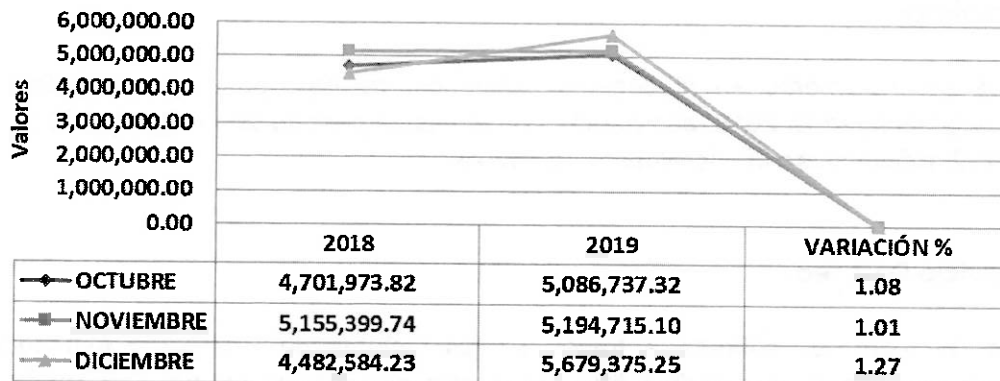 6,000,000.00
5,000,000.00
4,000,000.00
3,000,000.00
2,000,000.00
1,000,000.00
0.00
Valores
2018 2019 VARIACIÓN %
OCTUBRE 4,701,973.82 5,086,737.32 1.08
NOVIEMBRE 5,155,399.74 5,194,715.10 1.01
DICIEMBRE 4,482,584.23 5,679,375.25 1.27